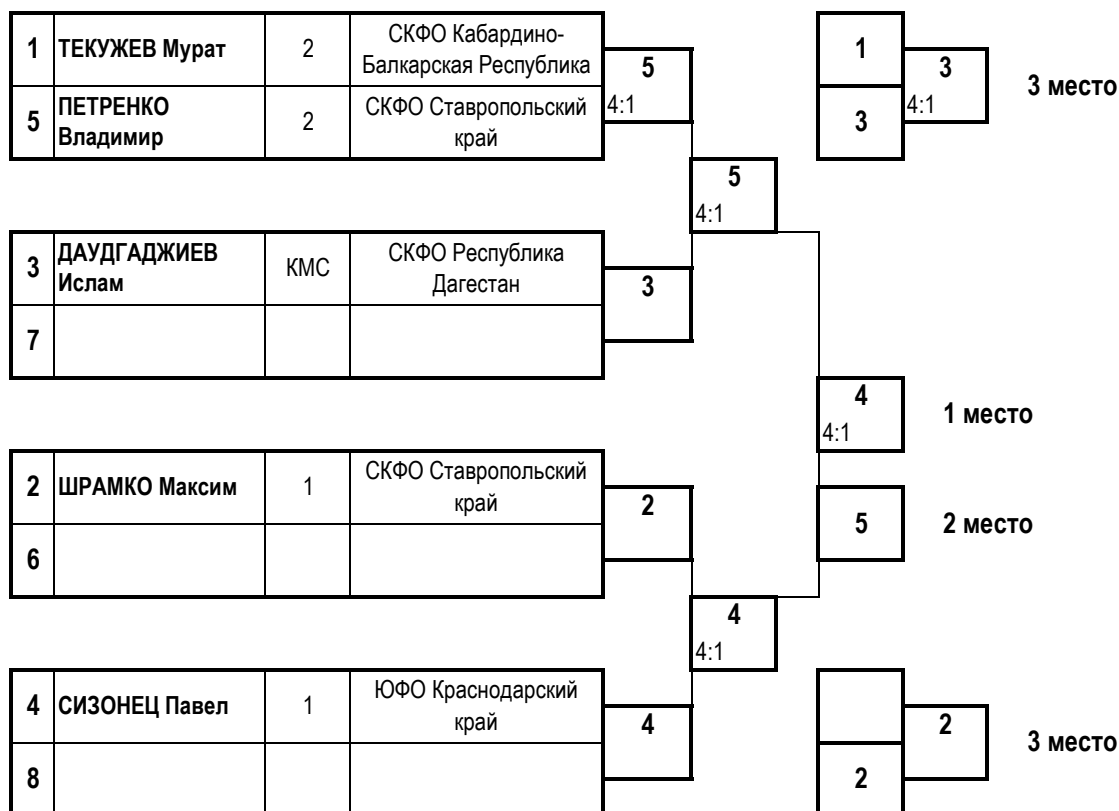 1 ТЕКУЖЕВ Мурат 2 СКФО Кабардино-
Балкарская Республика
5
4:1
5 ПЕТРЕНКО
Владимир 2 СКФО Ставропольский
край
1
3
3
4:1
3 место
5
4:1
3 ДАУДГАДЖИЕВ
Ислам КМС СКФО Республика
Дагестан
3
7
4
4:1
1 место
2 ШРАМКО Максим 1 СКФО Ставропольский
край
2
6
5
2 место
4
4:1
4 СИЗОНЕЦ Павел 1 ЮФО Краснодарский
край
4
8
2
2
3 место